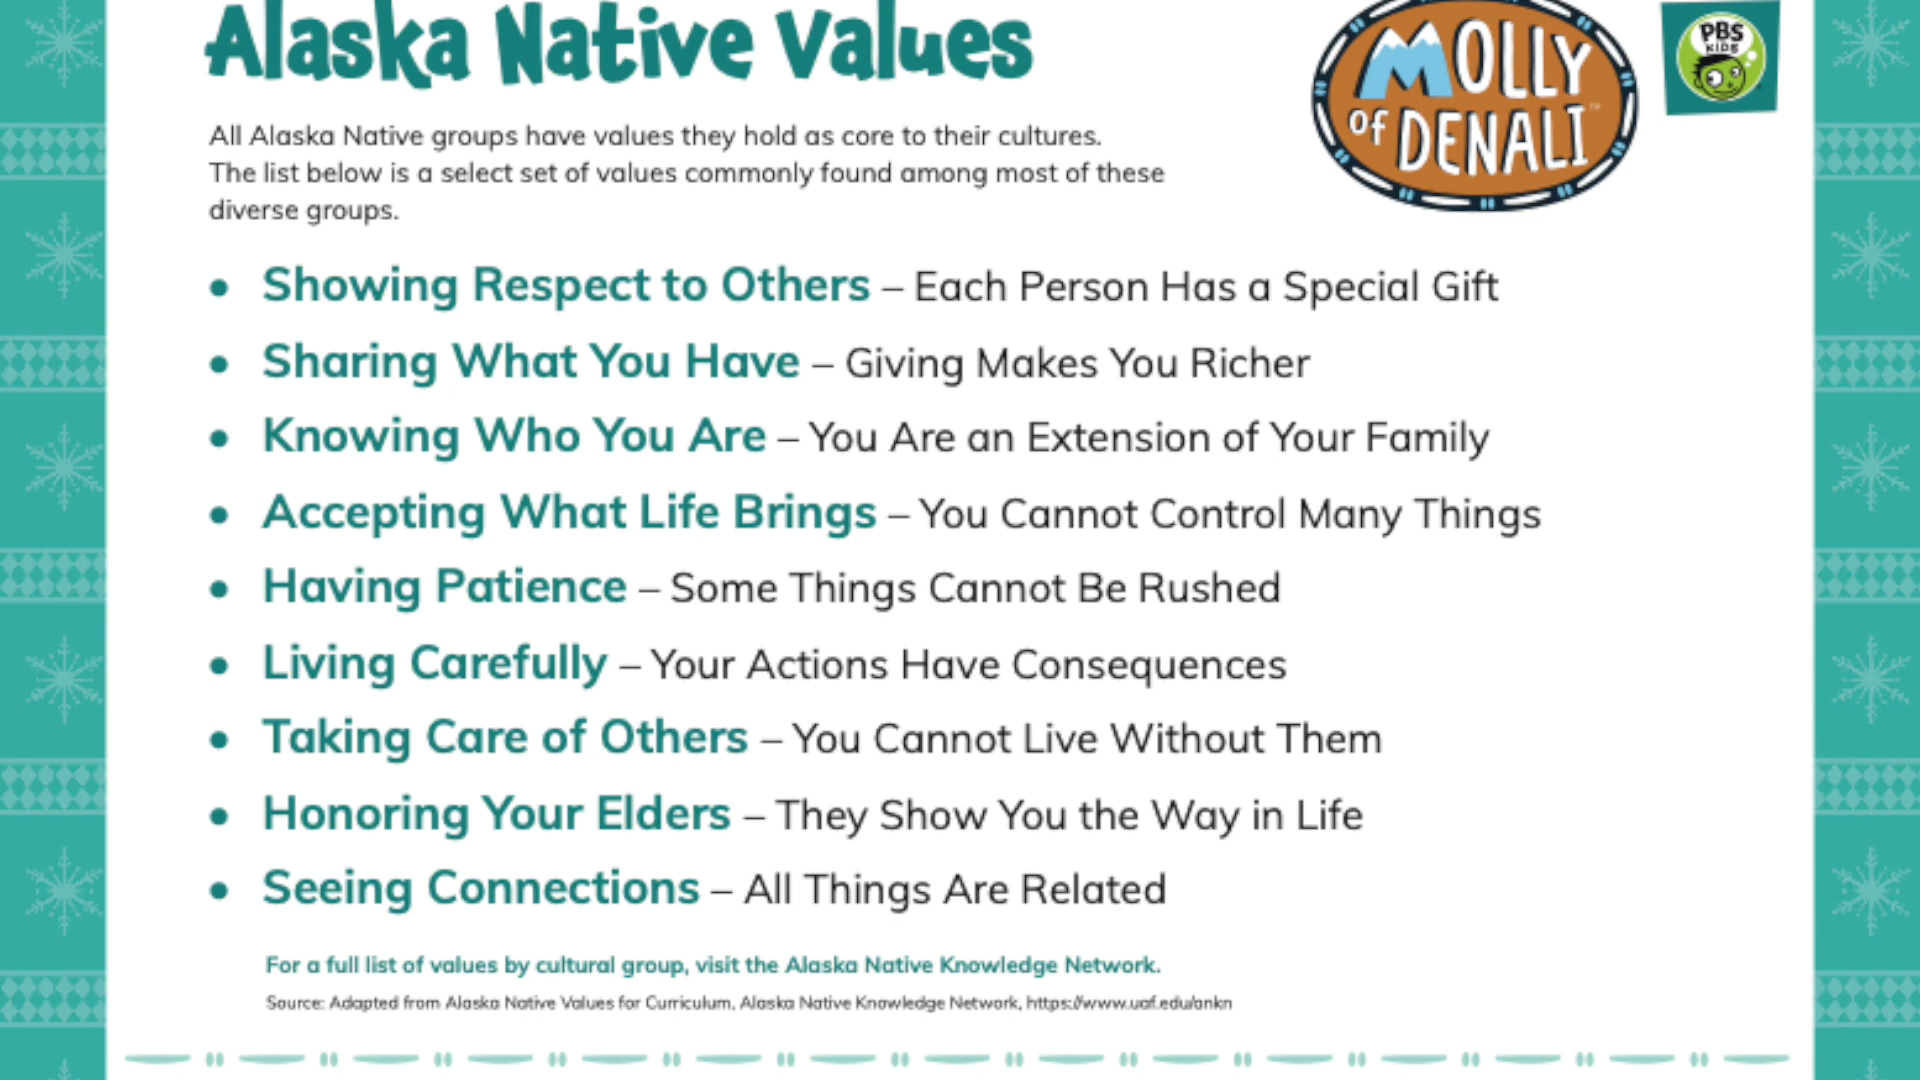 Alaska Native Values
MOLLY
of DENALI™
PBS
KIDS
All Alaska Native groups have values they hold as core to their cultures.
The list below is a select set of values commonly found among most of these
diverse groups.
• Showing Respect to Others – Each Person Has a Special Gift
• Sharing What You Have – Giving Makes You Richer
• Knowing Who You Are – You Are an Extension of Your Family
• Accepting What Life Brings – You Cannot Control Many Things
• Having Patience – Some Things Cannot Be Rushed
• Living Carefully – Your Actions Have Consequences
• Taking Care of Others – You Cannot Live Without Them
• Honoring Your Elders – They Show You the Way in Life
• Seeing Connections – All Things Are Related
For a full list of values by cultural group, visit the Alaska Native Knowledge Network.
Source: Adapted from Alaska Native Values for Curriculum, Alaska Native Knowledge Network, https://www.uaf.edu/ankn